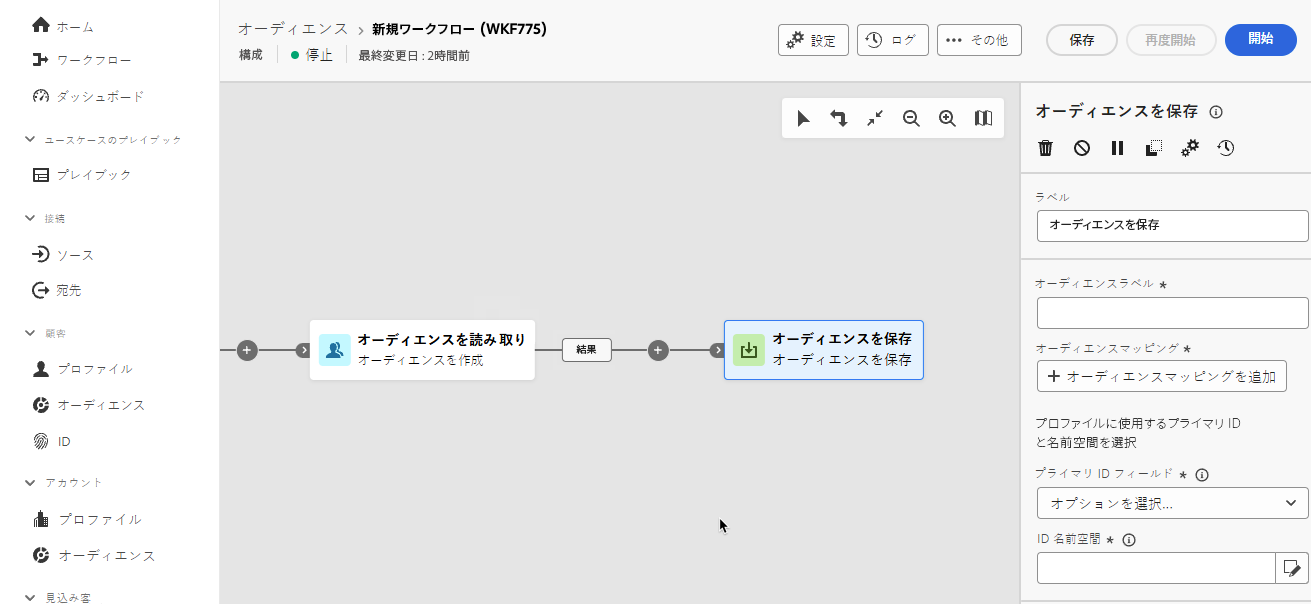 ホーム
ワークフロー
ダッシュボード
ユースケースのプレイブック
プレイブック
接続
ソース
宛先
顧客
プロファイル
オーディエンス
ID
アカウント
プロファイル
オーディエンス
見込み客
オーディエンス > 新規ワークフロー (WKF775)
構成 停止 最終変更日 : 2時間前
設定 ログ ••• その他 保存 再度開始 開始
オーディエンスを読み取り
オーディエンスを作成
結果
オーディエンスを保存
オーディエンスを保存
オーディエンスを保存
ラベル
オーディエンスを保存
オーディエンスラベル *
オーディエンスマッピング *
+ オーディエンスマッピングを追加
プロファイルに使用するプライマリ ID
と名前空間を選択
プライマリ ID フィールド *
オプションを選択...
ID 名前空間 *